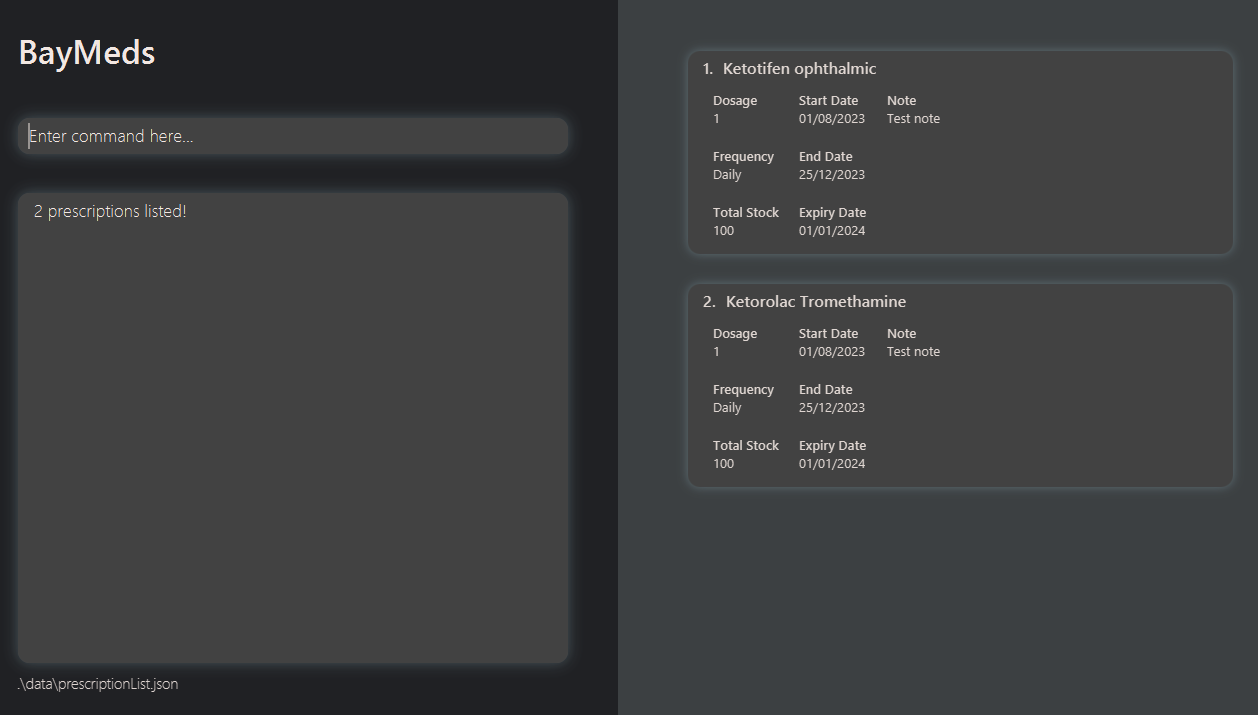 BayMeds
Enter command here...
2 prescriptions listed!
.\data\prescriptionList.json
1. Ketotifen ophthalmic
Dosage Start Date Note
1 01/08/2023 Test note
Frequency End Date
Daily 25/12/2023
Total Stock Expiry Date
100 01/01/2024
2. Ketorolac Tromethamine
Dosage Start Date Note
1 01/08/2023 Test note
Frequency End Date
Daily 25/12/2023
Total Stock Expiry Date
100 01/01/2024